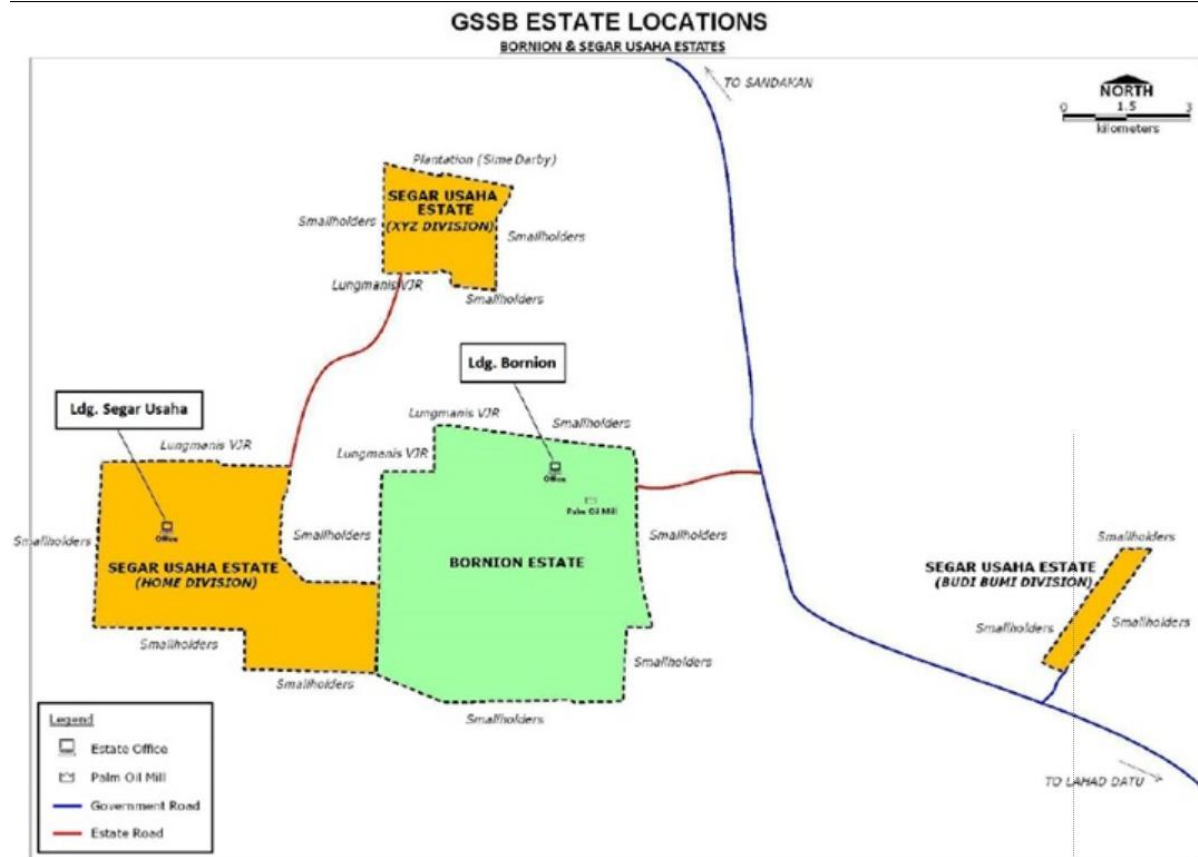 GSSB ESTATE LOCATIONS
BORNION & SEGAR USAHA ESTATES
TO SANDAKAN
NORTH
0 1.5 3
kilometers
Plantation (Sime Darby)
SEGAR USAHA
ESTATE
(XYZ DIVISION)
Smallholders
Smallholders
Lungmanis VJR
Smallholders
Ldg. Bornion
Ldg. Segar Usaha
Lungmanis VJR
Smallholders
Lungmanis VJR
Lungmanis VJR
Office
Palm Oil Mill
Smallholders
Office
Smallholders
Smallholders
Smallholders
SEGAR USAHA ESTATE
(HOME DIVISION)
BORNION ESTATE
SEGAR USAHA ESTATE
(BUDI BUMI DIVISION)
Smallholders
Smallholders
Smallholders
Smallholders
Smallholders
Smallholders
Legend
Estate Office
Palm Oil Mill
Government Road
Estate Road
Smallholders
TO LAHAD DATU